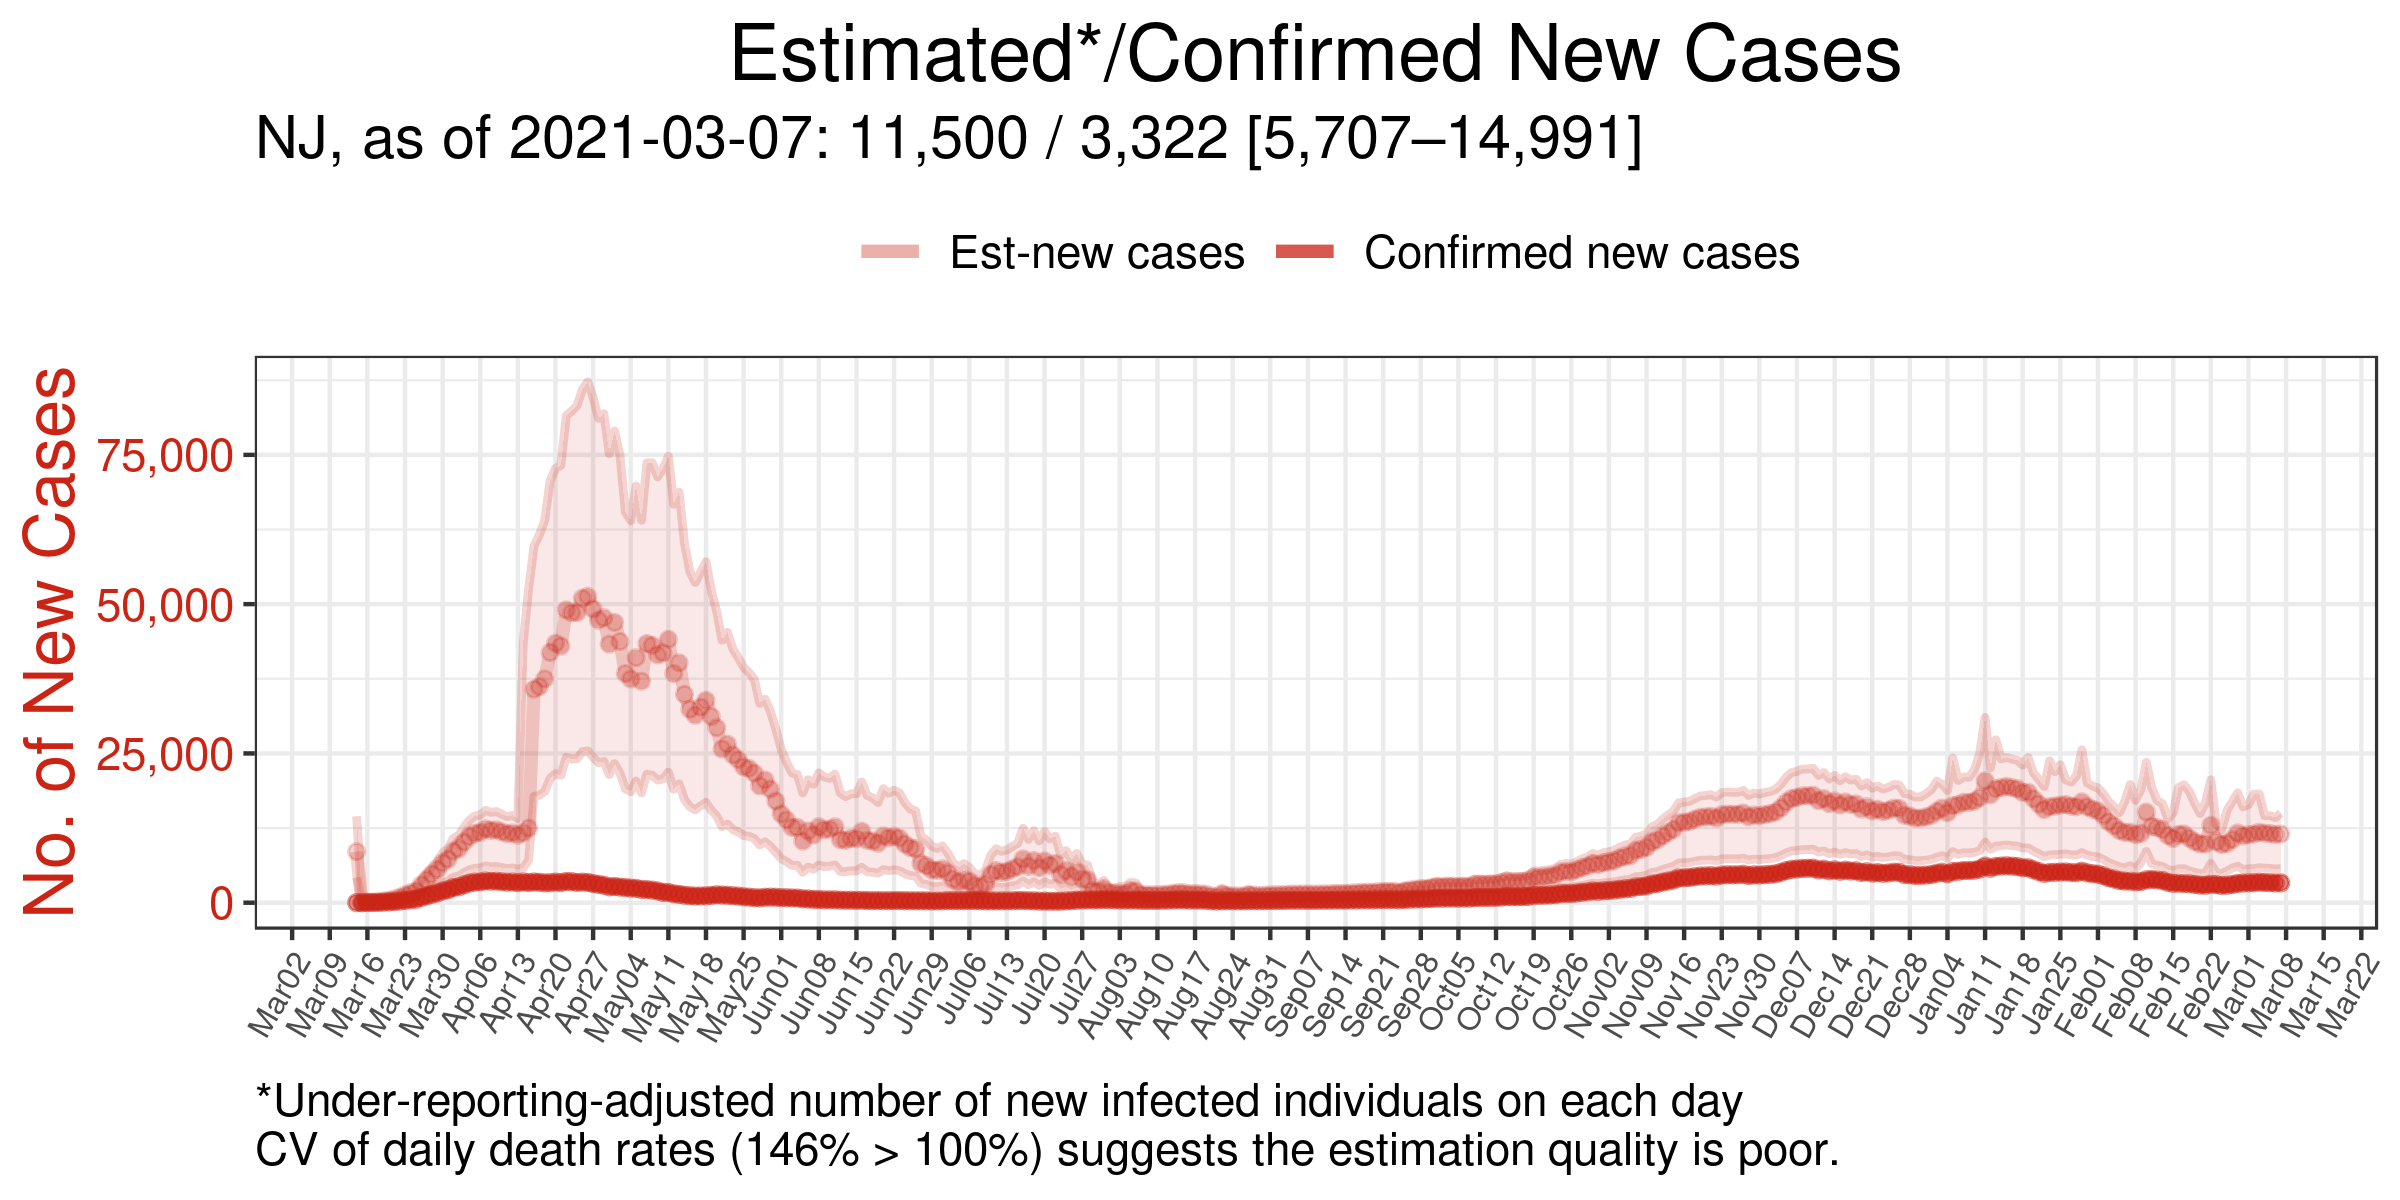 Estimated*/Confirmed New Cases
NJ, as of 2021-03-07: 11,500 / 3,322 [5,707–14,991]
Est-new cases Confirmed new cases
No. of New Cases
75,000
50,000
25,000
0
Mar02 Mar09 Mar16 Mar23 Mar30 Apr06 Apr13 Apr20 Apr27 May04 May11 May18 May25 Jun01 Jun08 Jun15 Jun22 Jun29 Jul06 Jul13 Jul20 Jul27 Aug03 Aug10 Aug17 Aug24 Aug31 Sep07 Sep14 Sep21 Sep28 Oct05 Oct12 Oct19 Oct26 Nov02 Nov09 Nov16 Nov23 Nov30 Dec07 Dec14 Dec21 Dec28 Jan04 Jan11 Jan18 Jan25 Feb01 Feb08 Feb15 Feb22 Mar01 Mar08 Mar15 Mar22
*Under-reporting-adjusted number of new infected individuals on each day
CV of daily death rates (146% > 100%) suggests the estimation quality is poor.